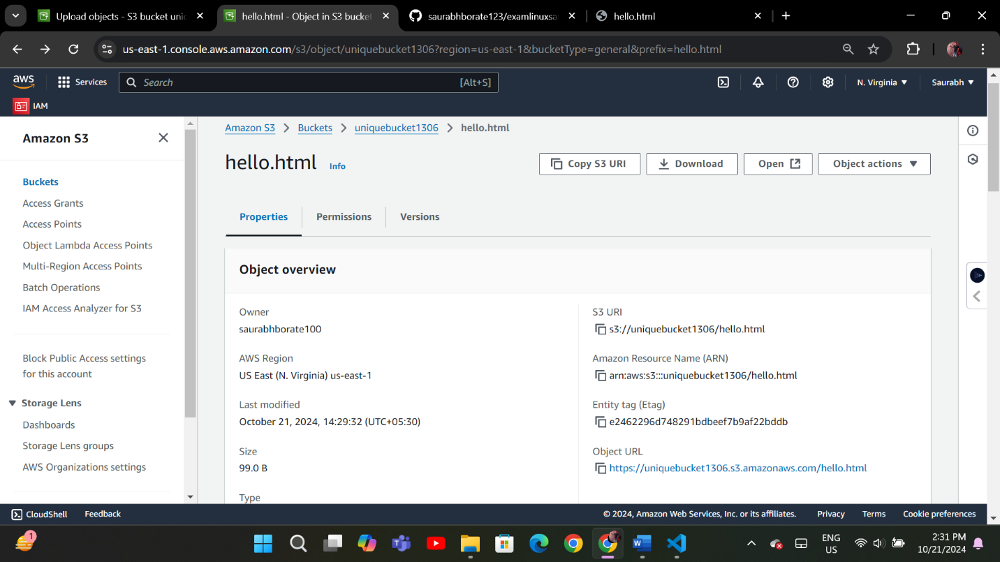 Upload objects - S3 bucket uni
hello.html - Object in S3 bucket
saurabhborate123/examlinuxsa
hello.html
us-east-1.console.aws.amazon.com/s3/object/uniquebucket1306?region=us-east-1&bucketType=general&prefix=hello.html
aws
Services
Search
[Alt+S]
N. Virginia
Saurabh
IAM
Amazon S3
Buckets
Access Grants
Access Points
Object Lambda Access Points
Multi-Region Access Points
Batch Operations
IAM Access Analyzer for S3
Block Public Access settings
for this account
Storage Lens
Dashboards
Storage Lens groups
AWS Organizations settings
Amazon S3 > Buckets > uniquebucket1306 > hello.html
hello.html
Info
Copy S3 URI
Download
Open
Object actions
Properties
Permissions
Versions
Object overview
Owner
saurabhborate100
AWS Region
US East (N. Virginia) us-east-1
Last modified
October 21, 2024, 14:29:32 (UTC+05:30)
Size
99.0 B
Type
S3 URI
s3://uniquebucket1306/hello.html
Amazon Resource Name (ARN)
arn:aws:s3:::uniquebucket1306/hello.html
Entity tag (Etag)
e2462296d748291bdbeef7b9af22bddb
Object URL
https://uniquebucket1306.s3.amazonaws.com/hello.html
CloudShell
Feedback
© 2024, Amazon Web Services, Inc. or its affiliates.
Privacy
Terms
Cookie preferences
1
ENG
US
2:31 PM
10/21/2024